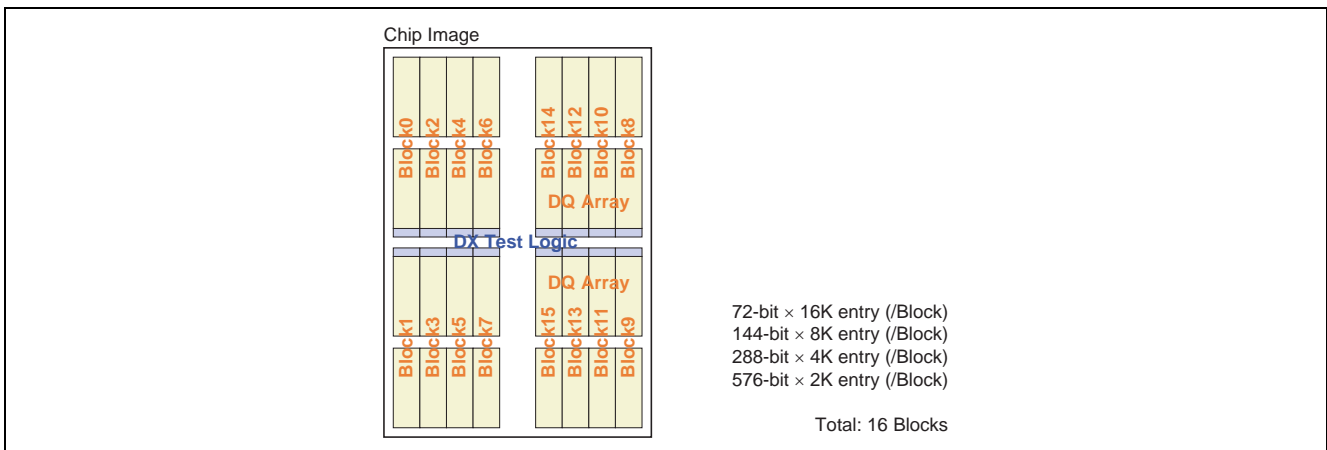 Chip Image
Block0
Block2
Block4
Block6
Block14
Block12
Block10
Block8
DQ Array
DX Test Logic
DQ Array
Block1
Block3
Block5
Block7
Block15
Block13
Block11
Block9
72-bit × 16K entry (/Block)
144-bit × 8K entry (/Block)
288-bit × 4K entry (/Block)
576-bit × 2K entry (/Block)
Total: 16 Blocks